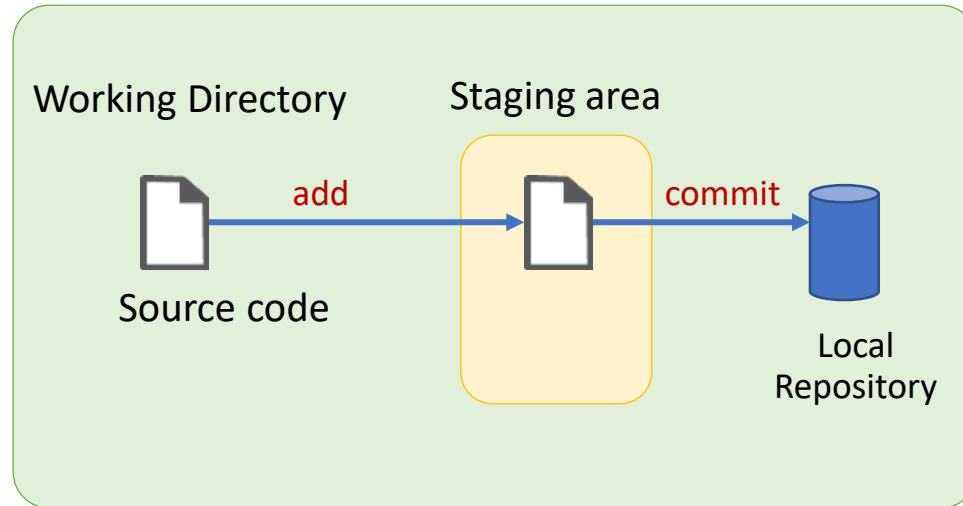 Working Directory
Staging area
add
commit
Source code
Local
Repository